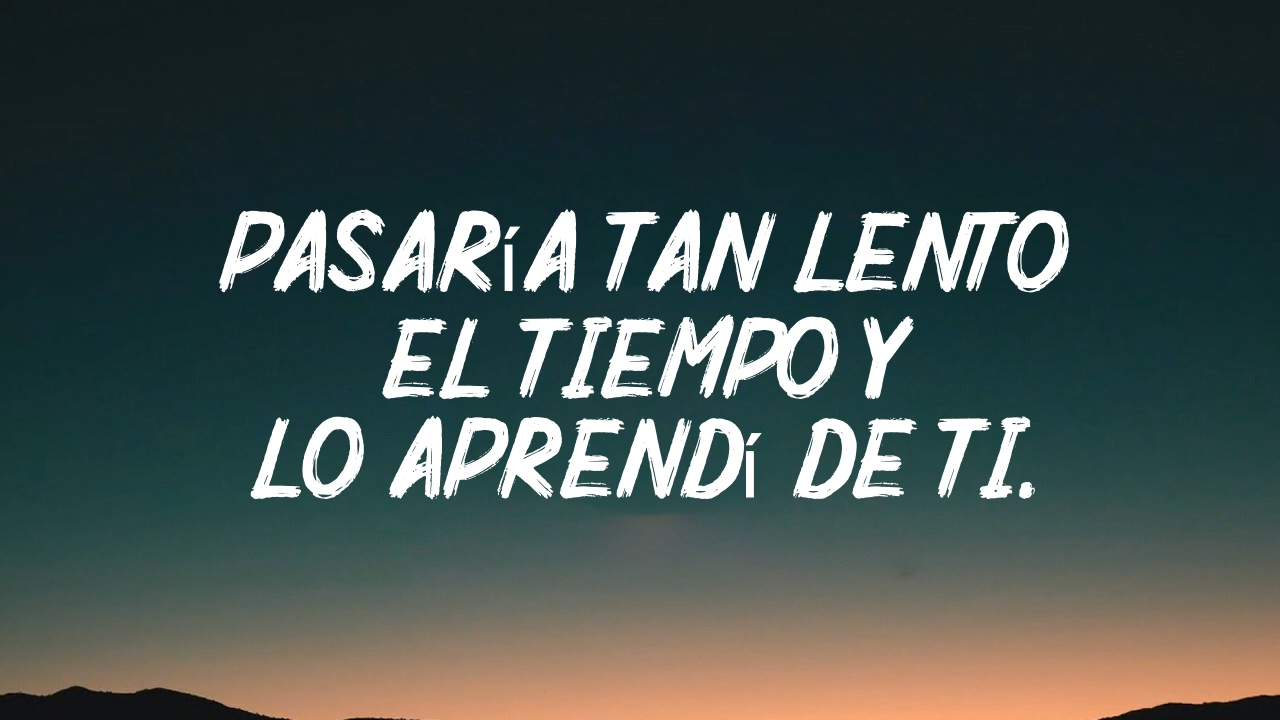 PASARíA TAN LENTO
EL TIEMPO Y
LO APRENDí DE TI.